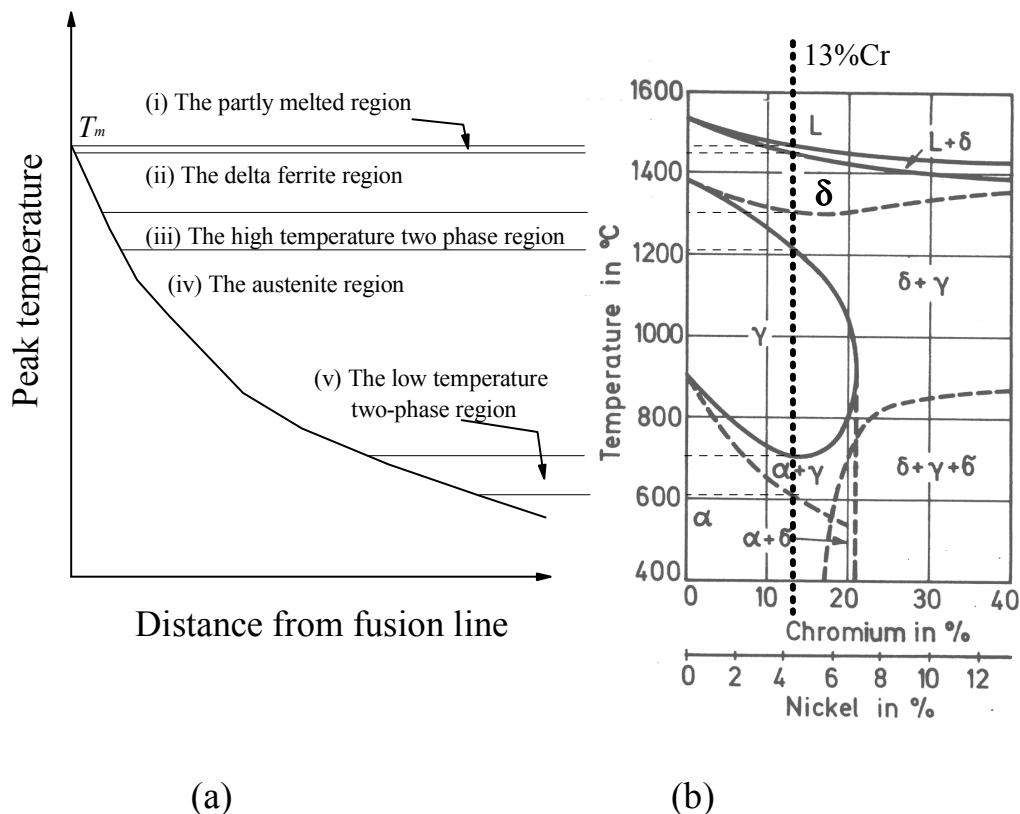 (i) The partly melted region
Tm
(ii) The delta ferrite region
(iii) The high temperature two phase region
(iv) The austenite region
(v) The low temperature
two-phase region
Peak temperature
Distance from fusion line
(a)
13%Cr
1600
1400
1200
1000
800
600
400
Temperature in °C
L
L+δ
δ
δ+γ
γ
α+γ
δ+γ+б
α
α+б
0 10 20 30 40
Chromium in %
0 2 4 6 8 10 12
Nickel in %
(b)